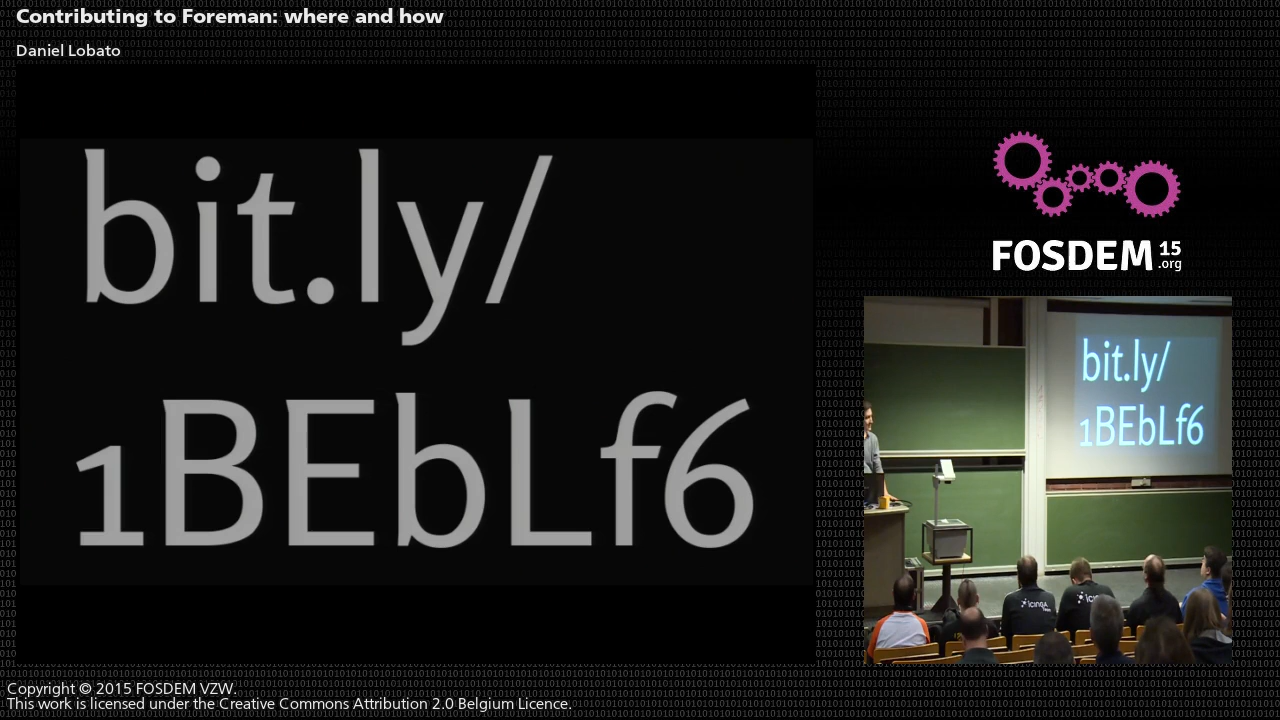 Contributing to Foreman: where and how
Daniel Lobato
bit.ly/
1BEbLf6
FOSDEM 15
.org
bit.ly/
1BEbLf6
icinga
Copyright © 2015 FOSDEM VZW.
This work is licensed under the Creative Commons Attribution 2.0 Belgium Licence.